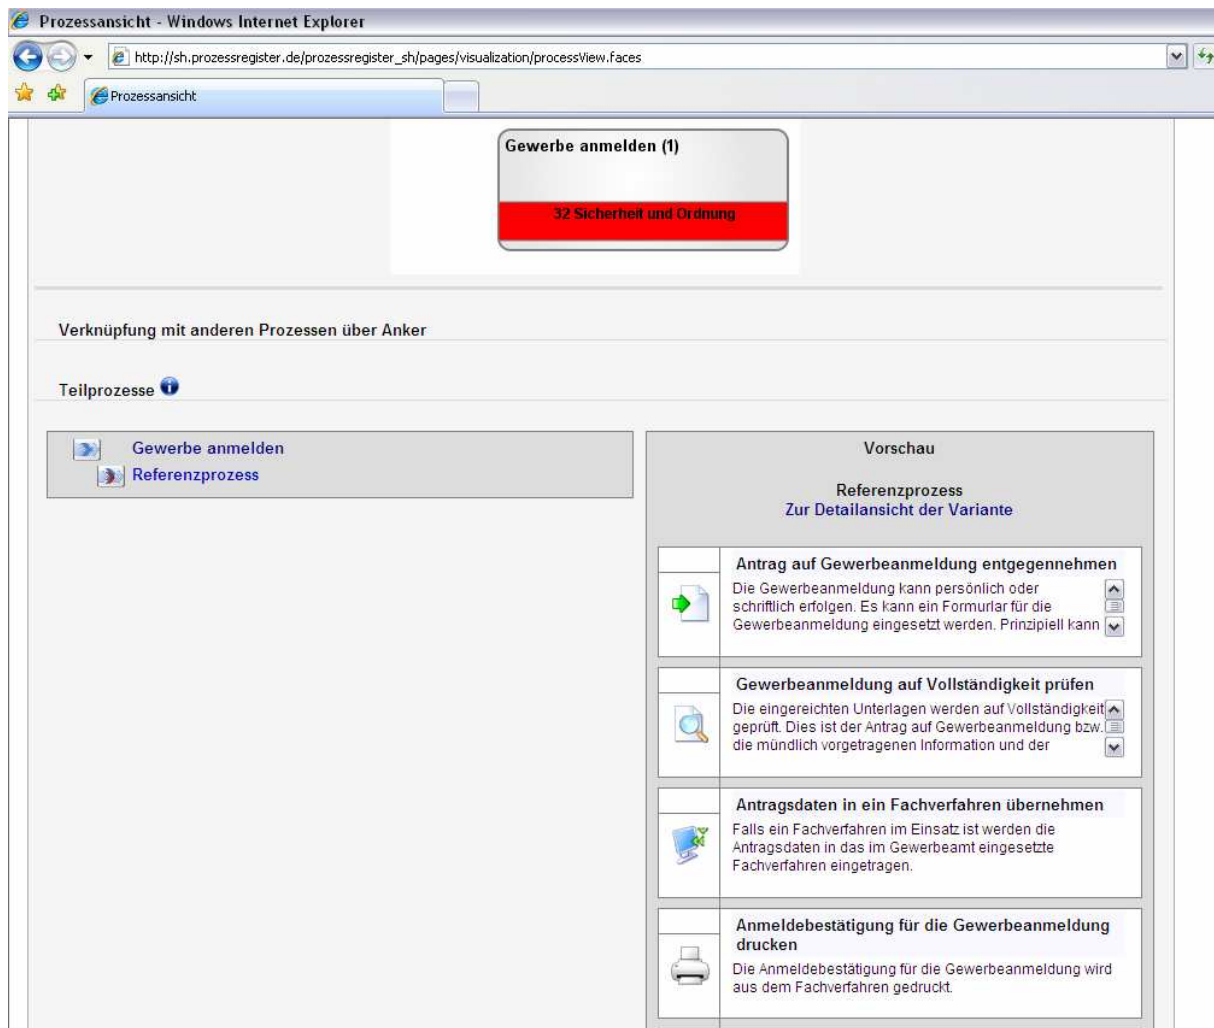 Prozessansicht - Windows Internet Explorer
http://sh.prozessregister.de/prozessregister_sh/pages/visualization/processView.faces
Prozessansicht
Gewerbe anmelden (1)
32 Sicherheit und Ordnung
Verknüpfung mit anderen Prozessen über Anker
Teilprozesse
Gewerbe anmelden
Referenzprozess
Vorschau
Referenzprozess
Zur Detailansicht der Variante
Antrag auf Gewerbeanmeldung entgegennehmen
Die Gewerbeanmeldung kann persönlich oder
schriftlich erfolgen. Es kann ein Formurlar für die
Gewerbeanmeldung eingesetzt werden. Prinzipiell kann
Gewerbeanmeldung auf Vollständigkeit prüfen
Die eingereichten Unterlagen werden auf Vollständigkeit
geprüft. Dies ist der Antrag auf Gewerbeanmeldung bzw.
die mündlich vorgetragenen Information und der
Antragsdaten in ein Fachverfahren übernehmen
Falls ein Fachverfahren im Einsatz ist werden die
Antragsdaten in das im Gewerbeamt eingesetzte
Fachverfahren eingetragen.
Anmeldebestätigung für die Gewerbeanmeldung
drucken
Die Anmeldebestätigung für die Gewerbeanmeldung wird
aus dem Fachverfahren gedruckt.